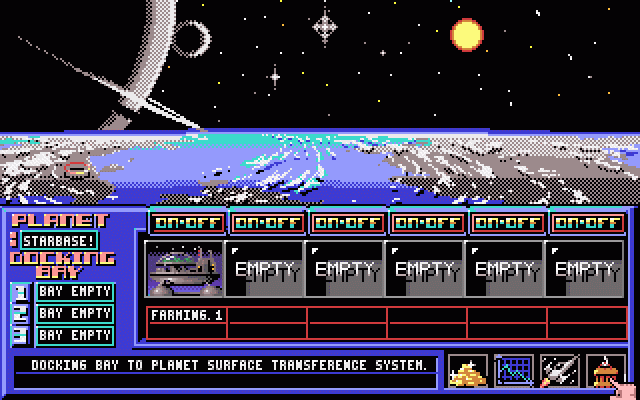 PLANET
ON-OFF ON-OFF ON-OFF ON-OFF ON-OFF ON-OFF
: STARBASE!
DOCKING
BAY
EMPTY EMPTY EMPTY EMPTY EMPTY
1 BAY EMPTY
2 BAY EMPTY
3 BAY EMPTY
FARMING.1
DOCKING BAY TO PLANET SURFACE TRANSFERENCE SYSTEM.